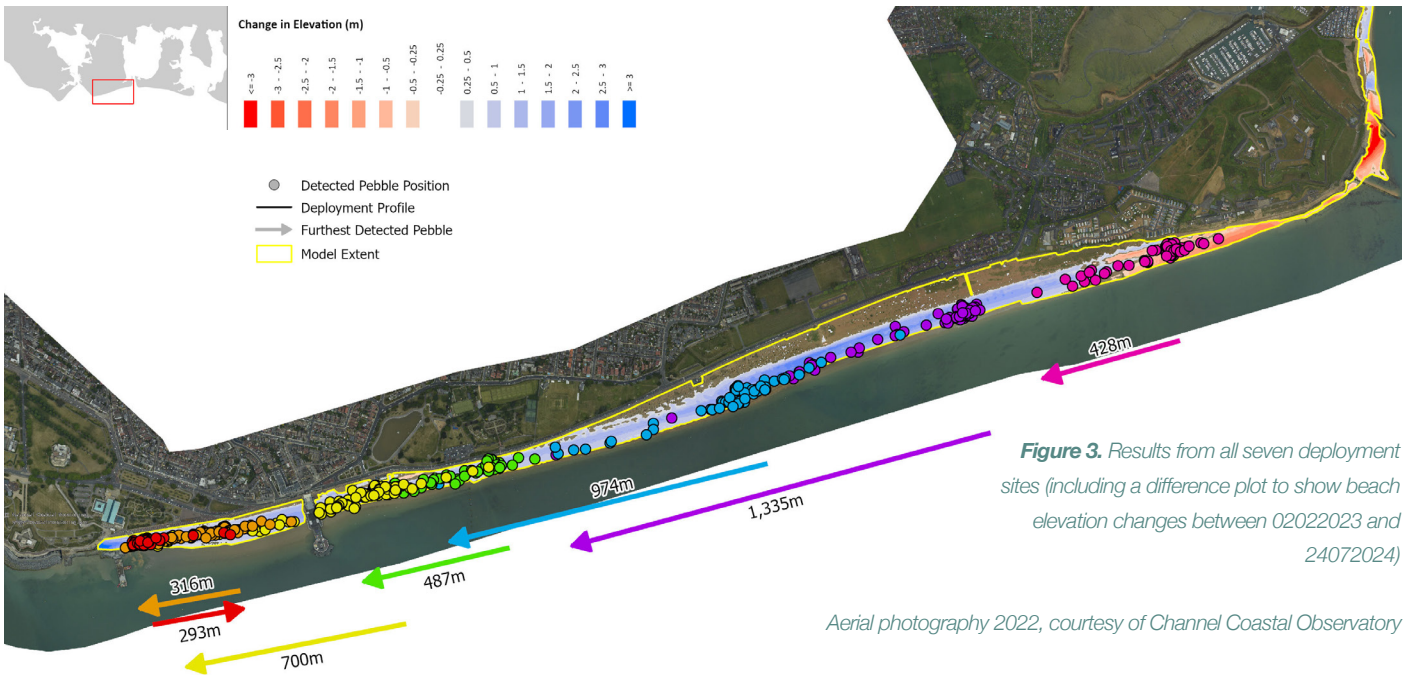 Change in Elevation (m)
<=-3
-3 - -2.5
-2.5 - -2
-2 - -1.5
-1.5 - -1
-1 - -0.5
-0.5 - -0.25
-0.25 - 0.25
0.25 - 0.5
0.5 - 1
1 - 1.5
1.5 - 2
2 - 2.5
2.5 - 3
>= 3
Detected Pebble Position
Deployment Profile
Furthest Detected Pebble
Model Extent
428m
974m
1,335m
487m
316m
293m
700m
Figure 3. Results from all seven deployment
sites (including a difference plot to show beach
elevation changes between 02022023 and
24072024)
Aerial photography 2022, courtesy of Channel Coastal Observatory